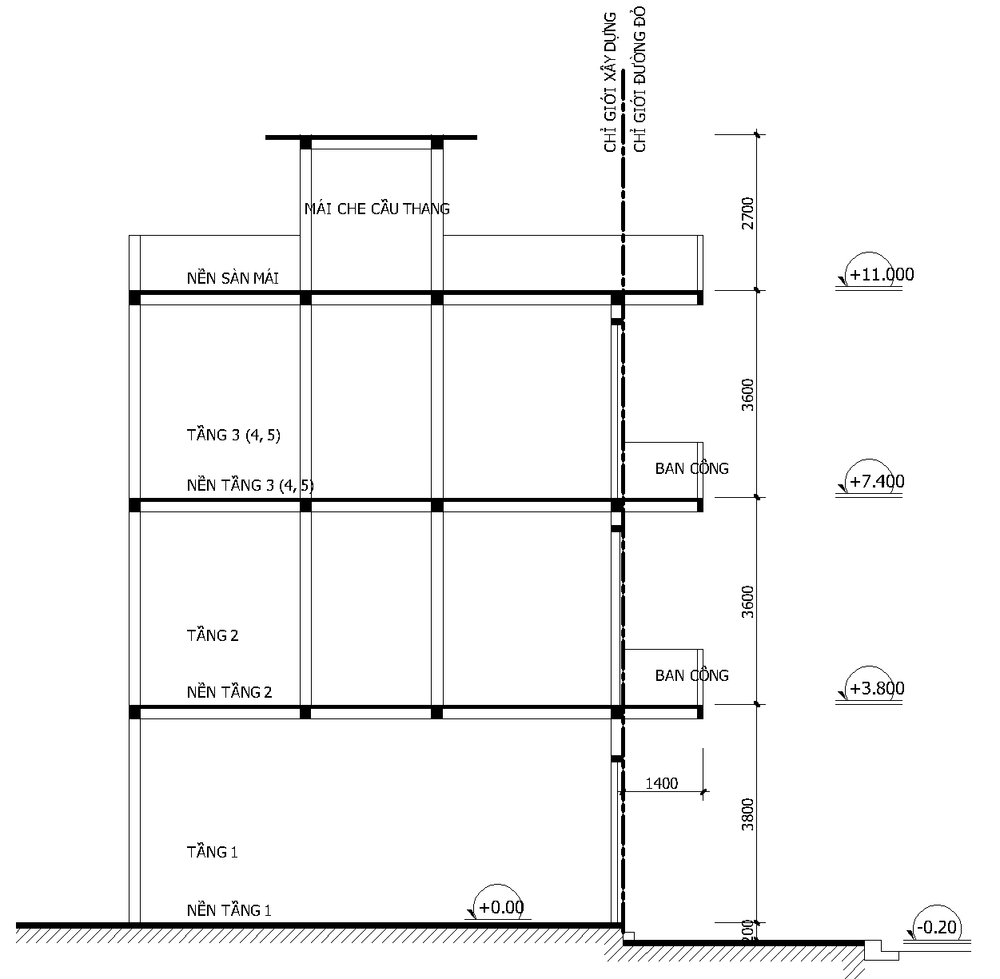 CHỈ GIỚI XÂY DỰNG
CHỈ GIỚI ĐƯỜNG ĐỎ
MÁI CHE CẦU THANG
2700
NỀN SÀN MÁI
+11.000
3600
TẦNG 3 (4, 5)
BAN CÔNG
NỀN TẦNG 3 (4, 5)
+7.400
3600
TẦNG 2
BAN CÔNG
NỀN TẦNG 2
+3.800
1400
3800
TẦNG 1
NỀN TẦNG 1
+0.00
200
-0.20